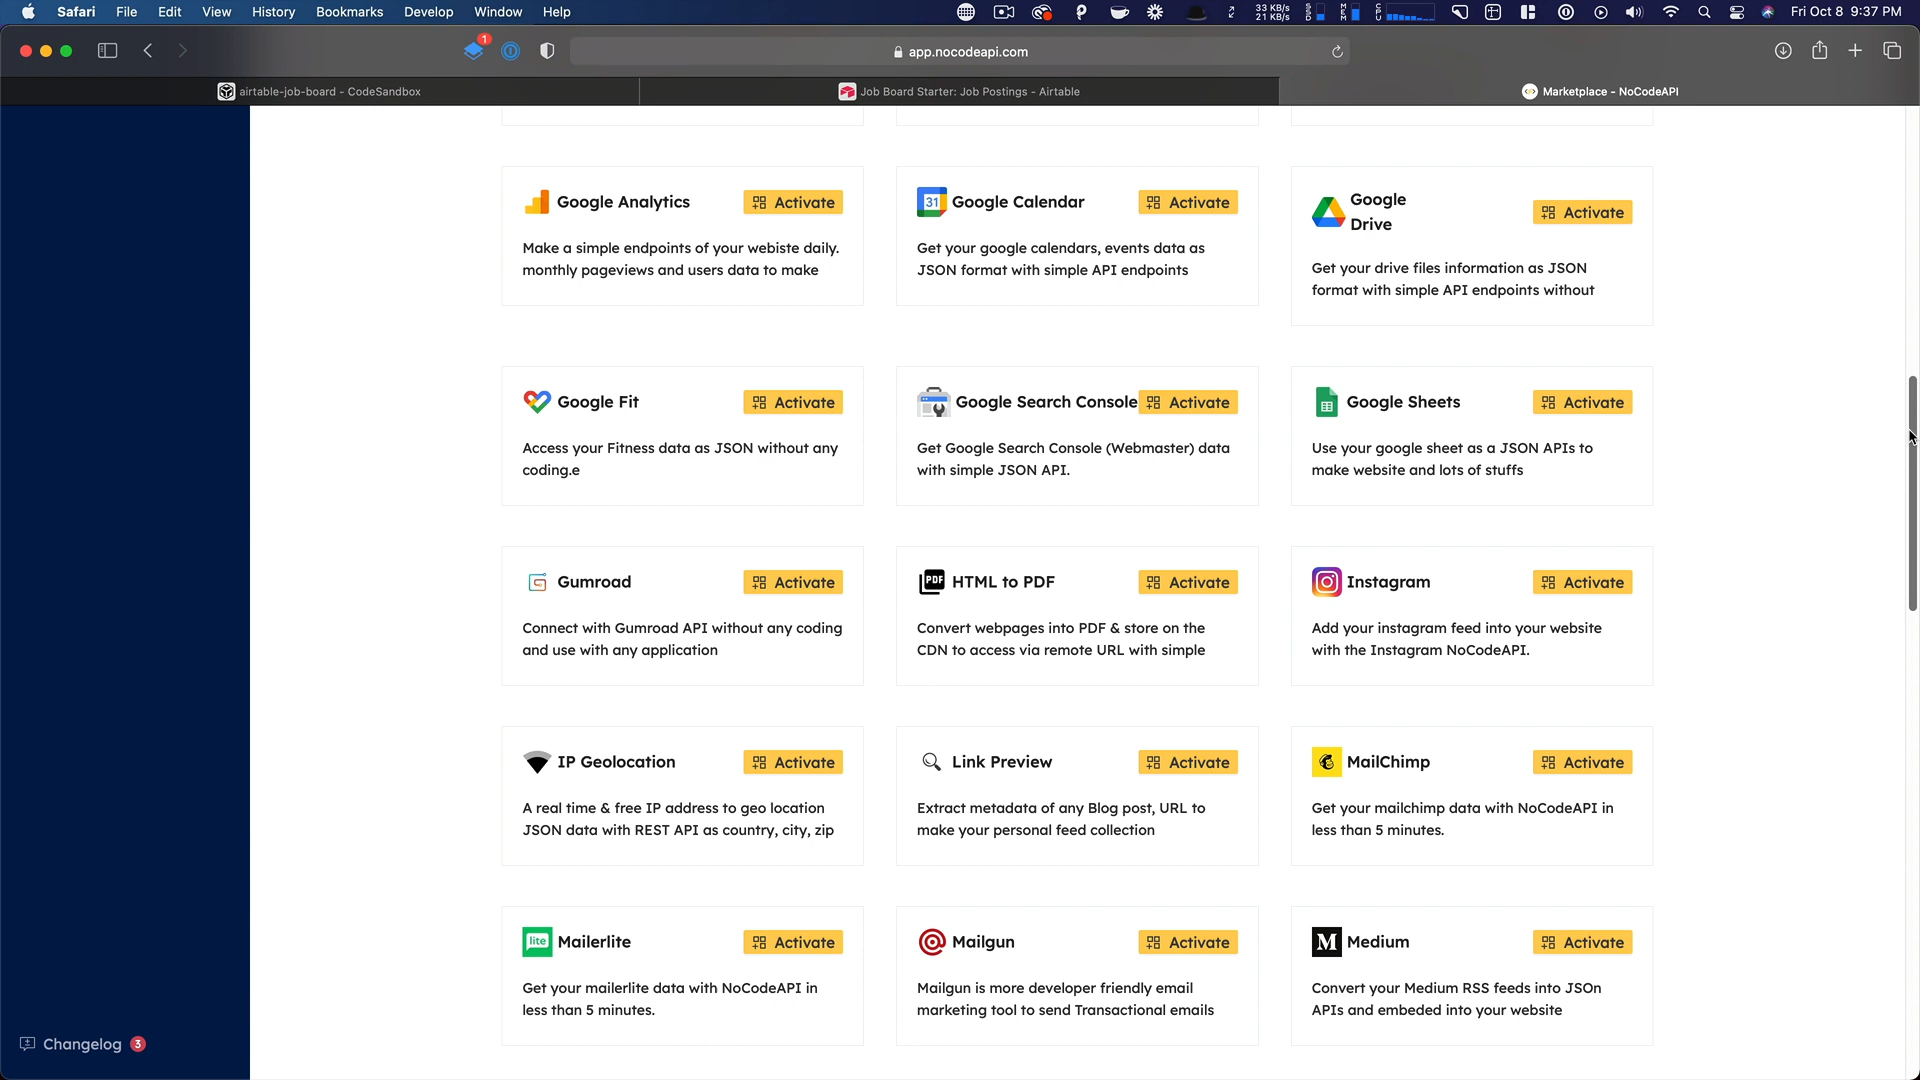 Safari File Edit View History Bookmarks Develop Window Help
33 KB/s
21 KB/s
Fri Oct 8 9:37 PM
1
app.nocodeapi.com
airtable-job-board - CodeSandbox
Job Board Starter: Job Postings - Airtable
Marketplace - NoCodeAPI
Google Analytics
Activate
Make a simple endpoints of your webiste daily.
monthly pageviews and users data to make
31
Google Calendar
Activate
Get your google calendars, events data as
JSON format with simple API endpoints
Google
Drive
Activate
Get your drive files information as JSON
format with simple API endpoints without
Google Fit
Activate
Access your Fitness data as JSON without any
coding.e
Google Search Console
Activate
Get Google Search Console (Webmaster) data
with simple JSON API.
Google Sheets
Activate
Use your google sheet as a JSON APIs to
make website and lots of stuffs
Gumroad
Activate
Connect with Gumroad API without any coding
and use with any application
PDF
HTML to PDF
Activate
Convert webpages into PDF & store on the
CDN to access via remote URL with simple
Instagram
Activate
Add your instagram feed into your website
with the Instagram NoCodeAPI.
IP Geolocation
Activate
A real time & free IP address to geo location
JSON data with REST API as country, city, zip
Link Preview
Activate
Extract metadata of any Blog post, URL to
make your personal feed collection
MailChimp
Activate
Get your mailchimp data with NoCodeAPI in
less than 5 minutes.
lite
Mailerlite
Activate
Get your mailerlite data with NoCodeAPI in
less than 5 minutes.
Mailgun
Activate
Mailgun is more developer friendly email
marketing tool to send Transactional emails
M
Medium
Activate
Convert your Medium RSS feeds into JSOn
APIs and embeded into your website
Changelog 3